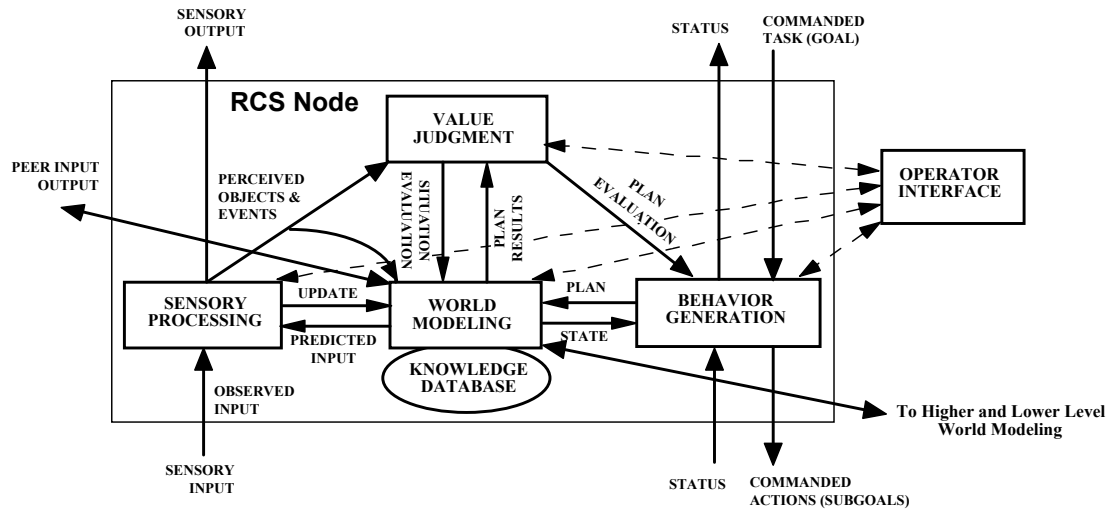 SENSORY
OUTPUT
STATUS
COMMANDED
TASK (GOAL)
RCS Node
VALUE
JUDGMENT
PEER INPUT
OUTPUT
PERCEIVED
OBJECTS &
EVENTS
SITUATION
EVALUATION
PLAN
RESULTS
PLAN
EVALUATION
OPERATOR
INTERFACE
SENSORY
PROCESSING
UPDATE
PREDICTED
INPUT
WORLD
MODELING
KNOWLEDGE
DATABASE
PLAN
STATE
BEHAVIOR
GENERATION
OBSERVED
INPUT
To Higher and Lower Level
World Modeling
SENSORY
INPUT
STATUS
COMMANDED
ACTIONS (SUBGOALS)